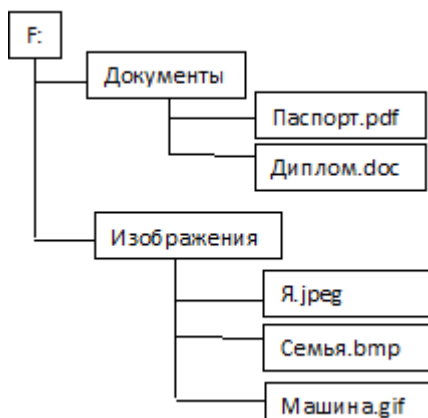 F:
Документы
Паспорт.pdf
Диплом.doc
Изображения
Я.jpeg
Семья.bmp
Машина.gif